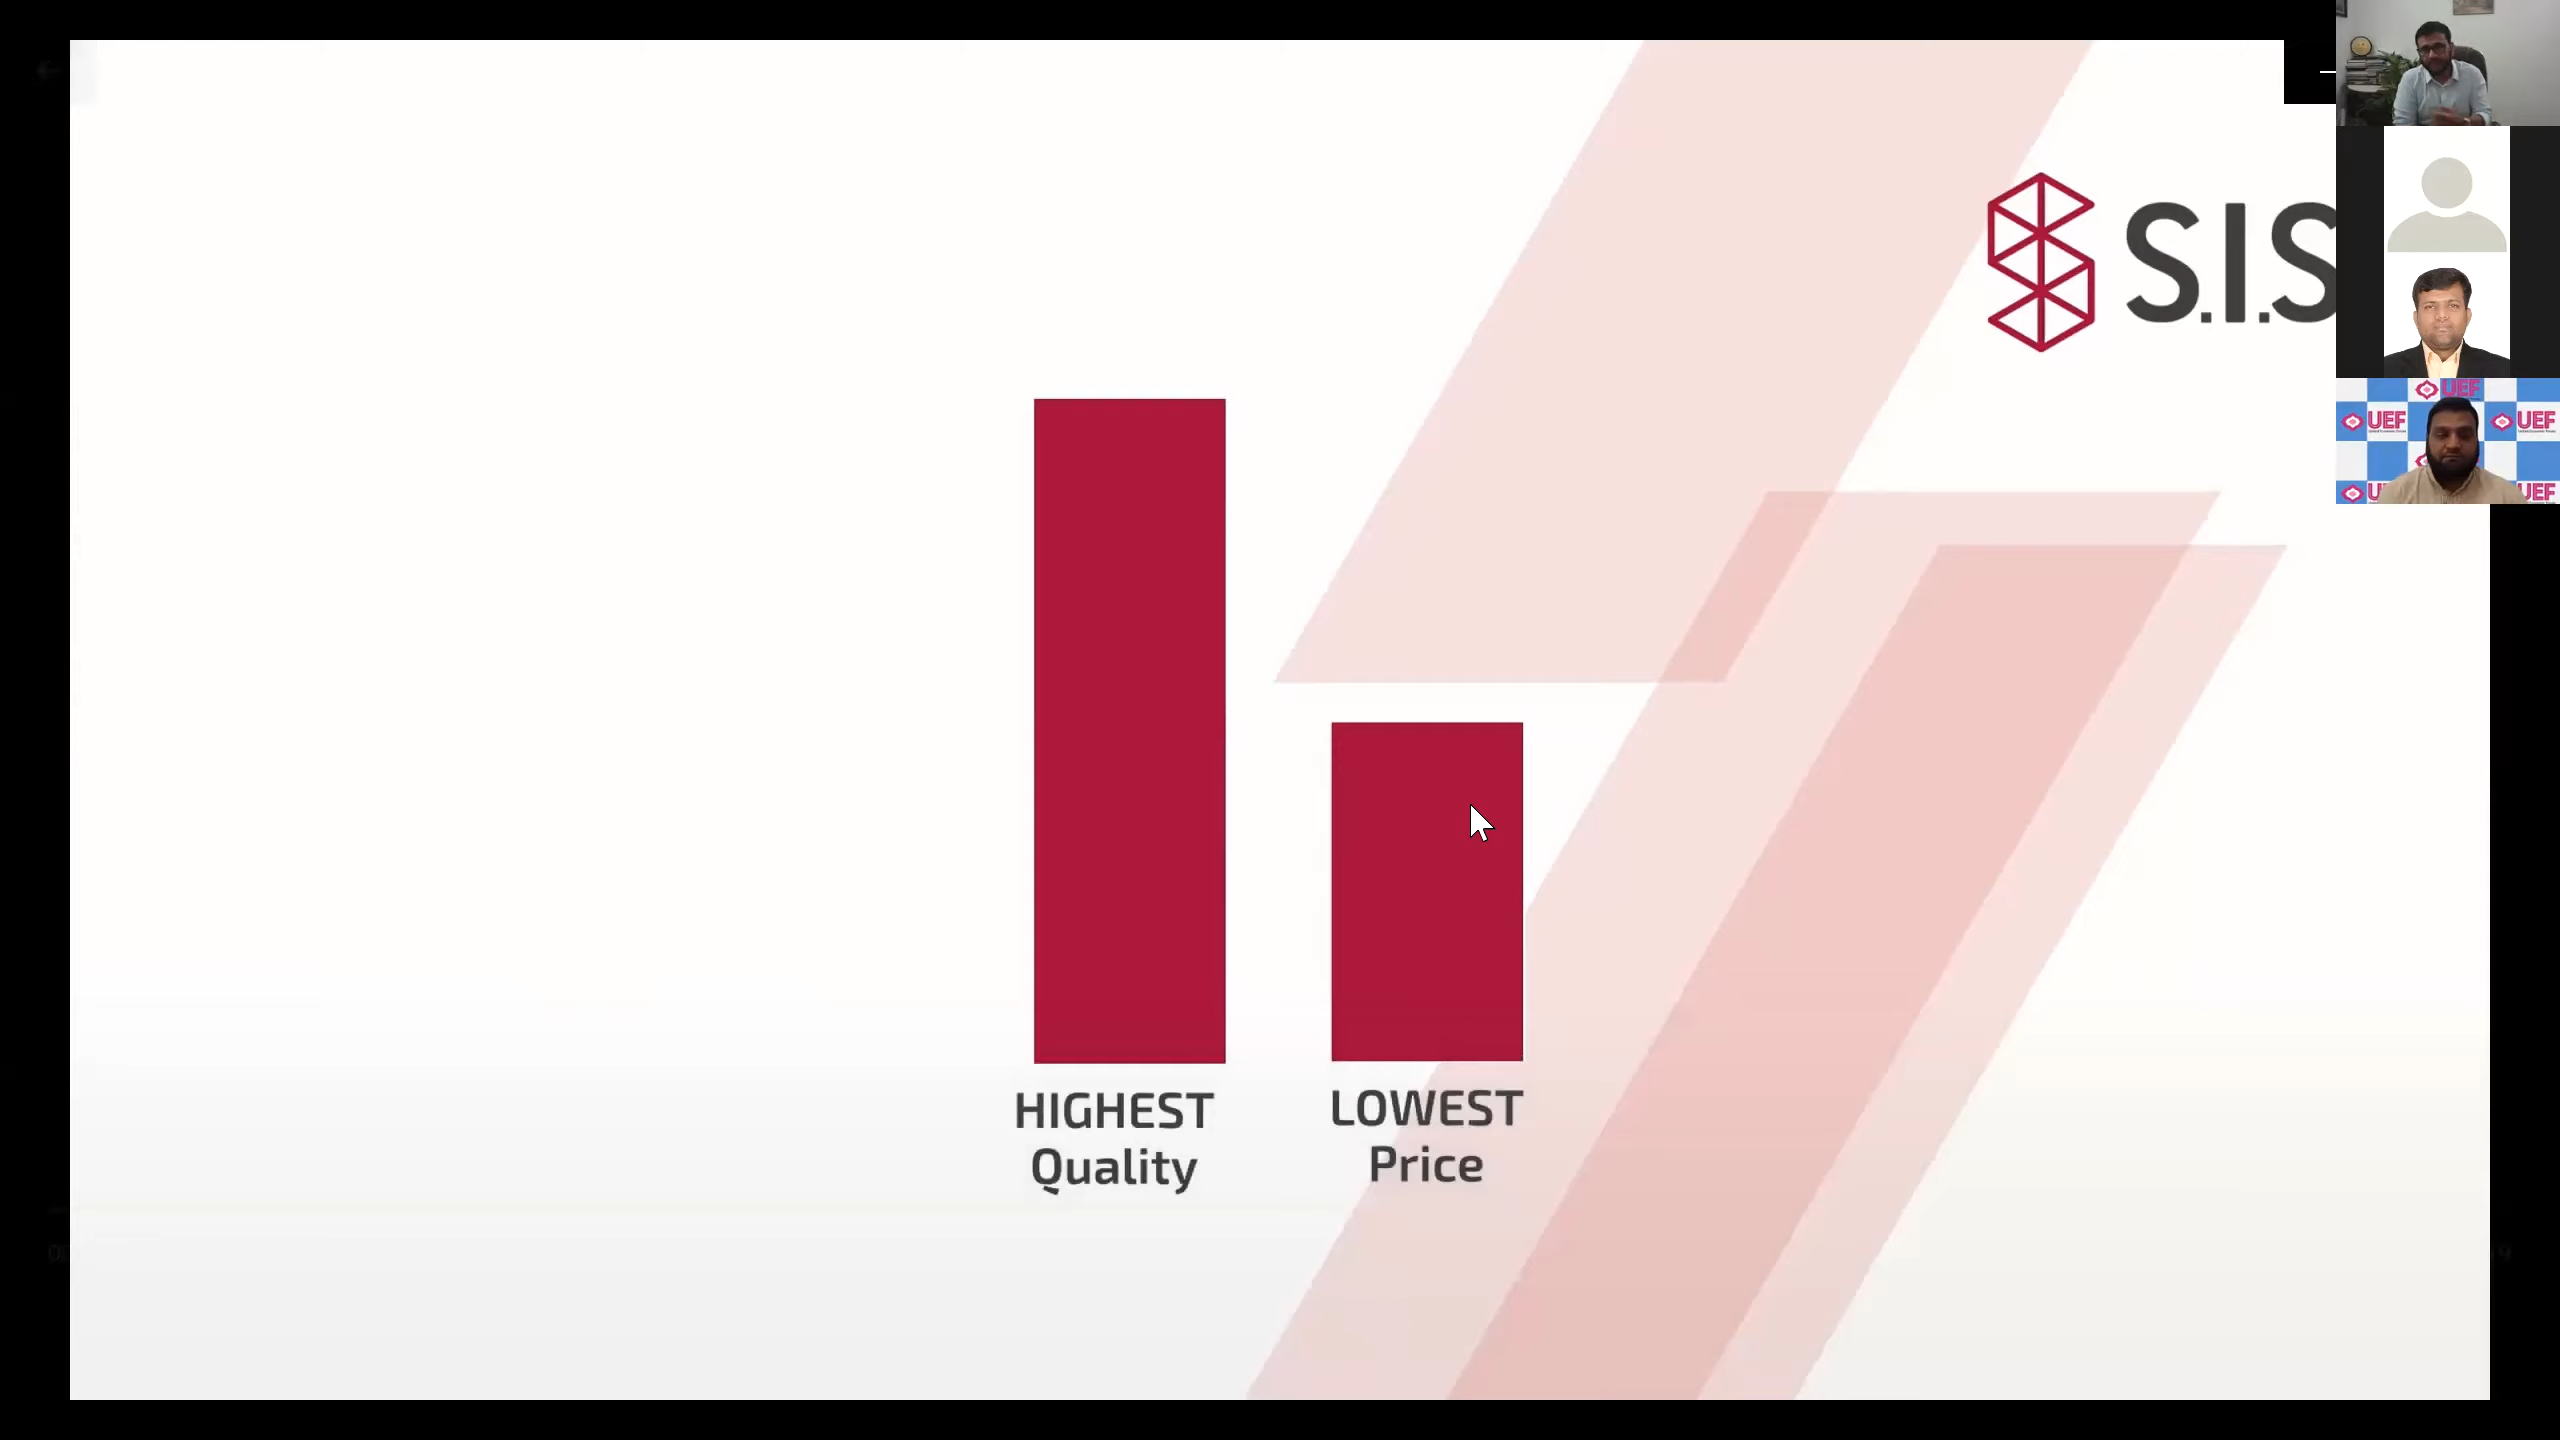 S.I.S
HIGHEST
Quality
LOWEST
Price
UEF
UEF
UEF
UEF